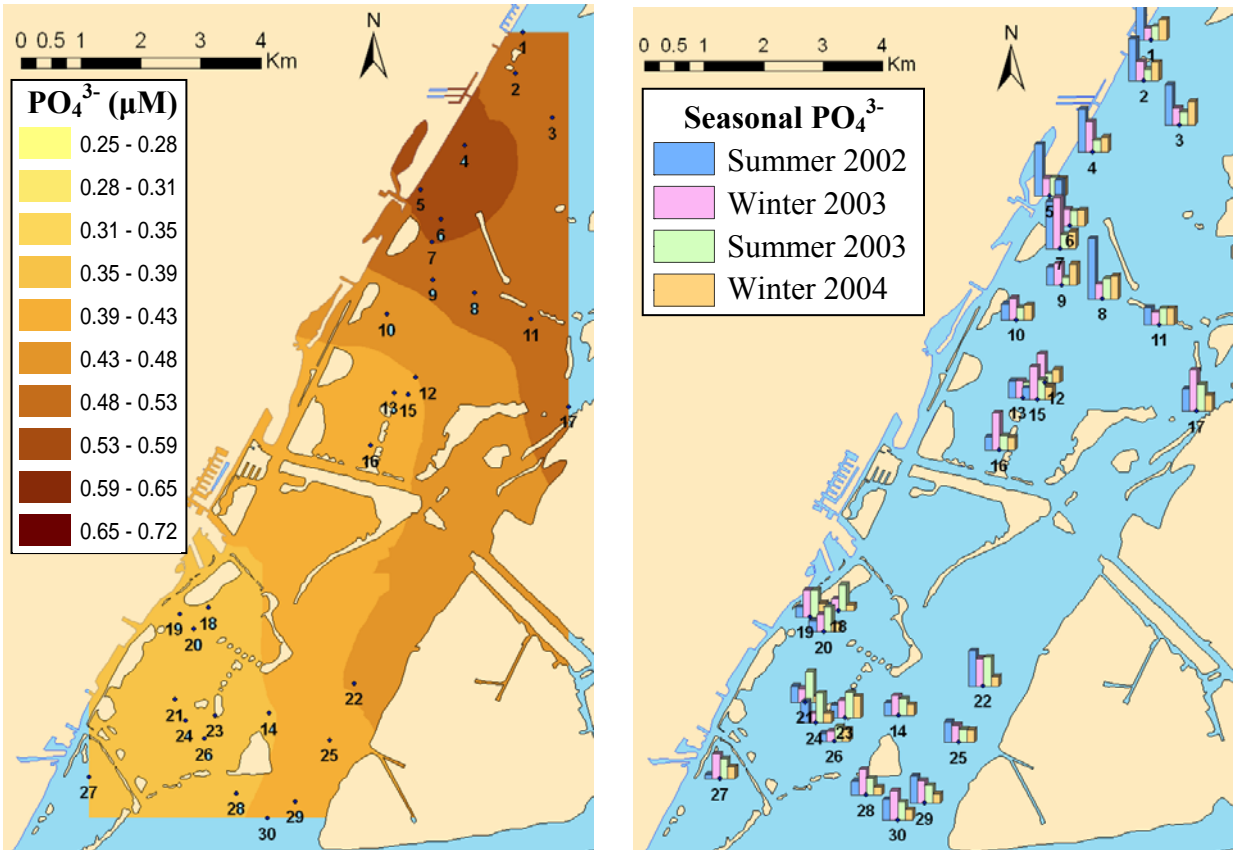 0 0.5 1 2 3 4
Km
N
PO₄³⁻ (μM)
0.25 - 0.28
0.28 - 0.31
0.31 - 0.35
0.35 - 0.39
0.39 - 0.43
0.43 - 0.48
0.48 - 0.53
0.53 - 0.59
0.59 - 0.65
0.65 - 0.72
1
2
3
4
5
6
7
9
8
10
11
12
13
15
17
16
18
19
20
22
21
23
14
24
26
25
27
28
29
30
0 0.5 1 2 3 4
Km
N
Seasonal PO₄³⁻
Summer 2002
Winter 2003
Summer 2003
Winter 2004
1
2
3
4
5
6
7
9
8
10
11
12
13
15
17
16
18
19
20
22
21
23
14
24
26
25
27
28
29
30